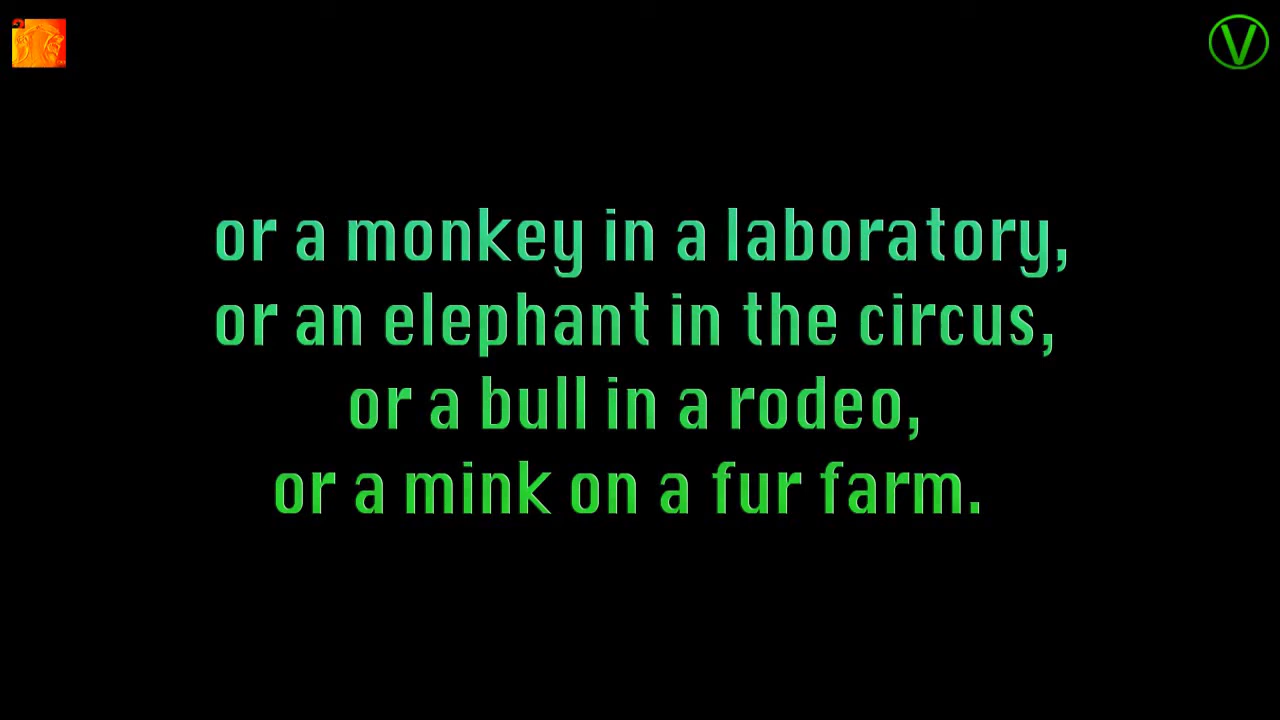 V
or a monkey in a laboratory,
or an elephant in the circus,
or a bull in a rodeo,
or a mink on a fur farm.